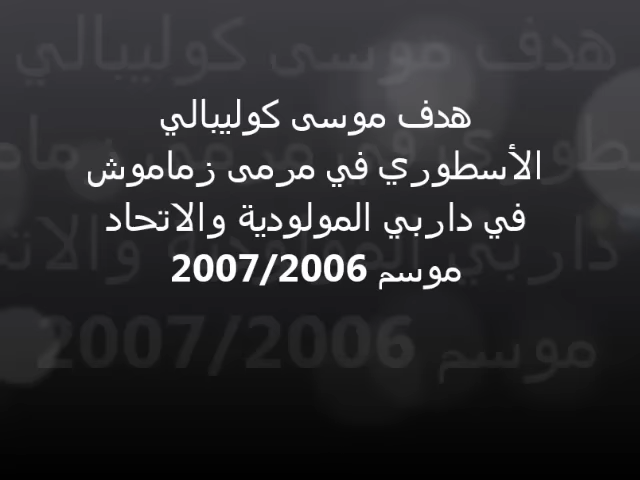 هدف موسى كوليبالي
الأسطوري في مرمى زماموش
في داربي المولودية والاتحاد
موسم 2007/2006